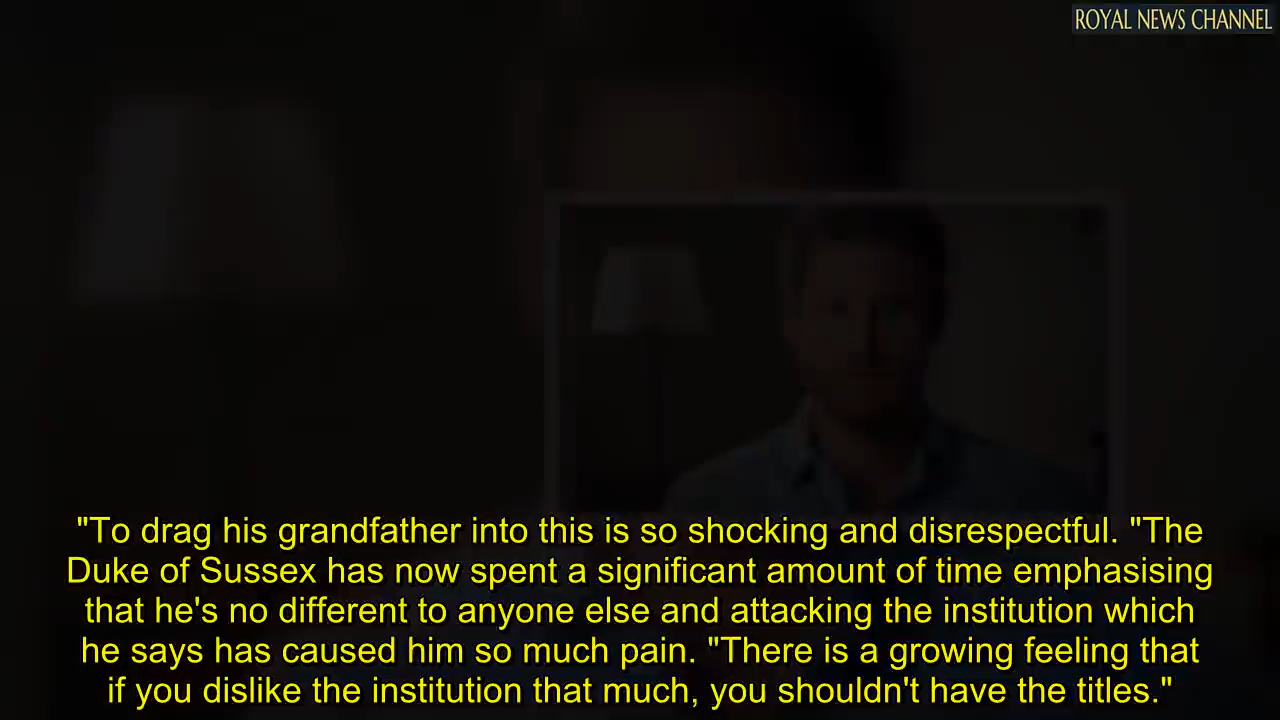 ROYAL NEWS CHANNEL
"To drag his grandfather into this is so shocking and disrespectful. "The
Duke of Sussex has now spent a significant amount of time emphasising
that he's no different to anyone else and attacking the institution which
he says has caused him so much pain. "There is a growing feeling that
if you dislike the institution that much, you shouldn't have the titles."